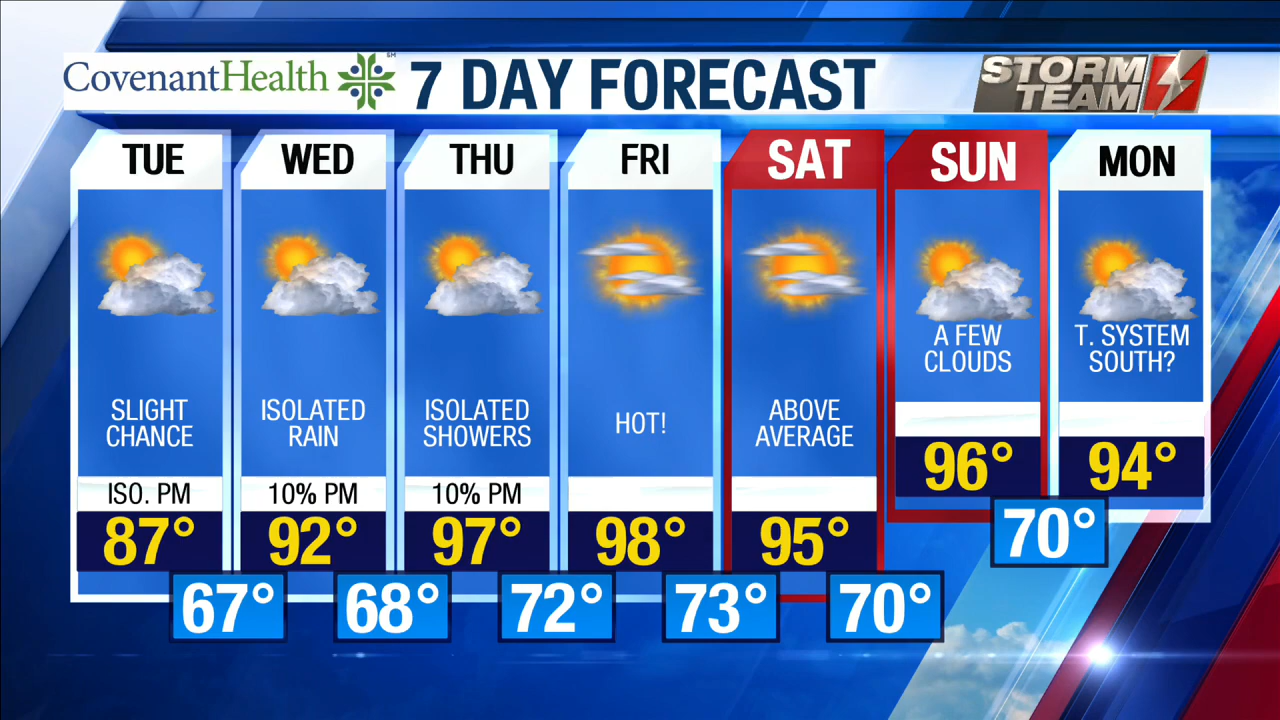 CovenantHealth SM
7 DAY FORECAST
STORM
TEAM
TUE
SLIGHT
CHANCE
ISO. PM
87°
67°
WED
ISOLATED
RAIN
10% PM
92°
68°
THU
ISOLATED
SHOWERS
10% PM
97°
72°
FRI
HOT!
98°
73°
SAT
ABOVE
AVERAGE
95°
70°
SUN
A FEW
CLOUDS
96°
70°
MON
T. SYSTEM
SOUTH?
94°